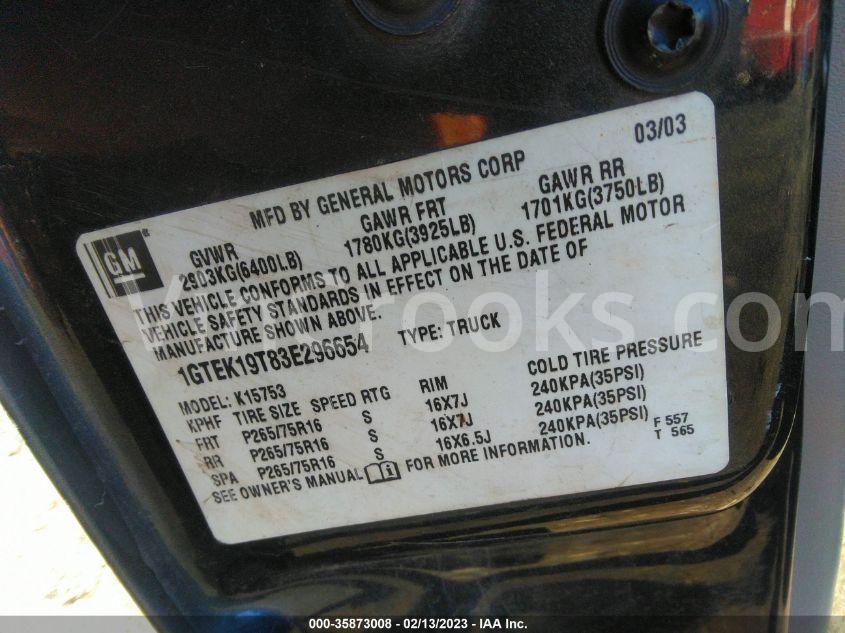 03/03
MFD BY GENERAL MOTORS CORP
GVWR GAWR FRT GAWR RR
2903KG(6400LB) 1780KG(3925LB) 1701KG(3750LB)
THIS VEHICLE CONFORMS TO ALL APPLICABLE U.S. FEDERAL MOTOR
VEHICLE SAFETY STANDARDS IN EFFECT ON THE DATE OF
MANUFACTURE SHOWN ABOVE.
1GTEK19T83E296654 TYPE: TRUCK
MODEL: K15753
KPHF TIRE SIZE SPEED RTG RIM COLD TIRE PRESSURE
FRT P265/75R16 S 16X7J 240KPA(35PSI)
RR P265/75R16 S 16X7J 240KPA(35PSI)
SPA P265/75R16 S 16X6.5J 240KPA(35PSI)
SEE OWNER'S MANUAL FOR MORE INFORMATION.
F 557
T 565
GM
000-35873008 - 02/13/2023 - IAA Inc.